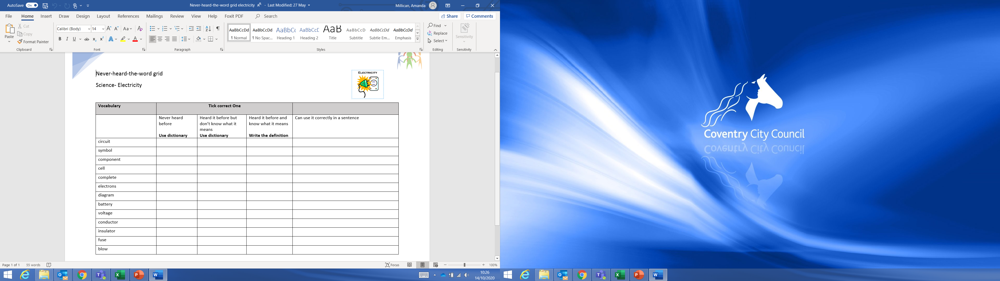 AutoSave On
Never-heard-the-word grid electricity - Last Modified: 27 May
Millican, Amanda
File Home Insert Draw Design Layout References Mailings Review View Help Foxit PDF Search
Share Comments
Paste
Cut
Copy
Format Painter
Clipboard
Calibri (Body) 14
Font
Paragraph
AaBbCcDd AaBbCcDd AaBbCc AaBbCcD AaB AaBbCcD AaBbCcDd AaBbCcDd
¶ Normal ¶ No Spac... Heading 1 Heading 2 Title Subtitle Subtle Em... Emphasis
Styles
Find
Replace
Select
Editing
Sensitivity
Sensitivity
Never-heard-the-word grid
Science- Electricity
ELECTRICITY
Vocabulary Tick correct One
Never heard before
Use dictionary
Heard it before but don’t know what it means
Use dictionary
Heard it before and know what it means
Write the definition
Can use it correctly in a sentence
circuit
symbol
component
cell
complete
electrons
diagram
battery
voltage
conductor
insulator
fuse
blow
Page 1 of 1 55 words
Focus
100%
10:26
14/10/2020
Coventry City Council
Coventry City Council